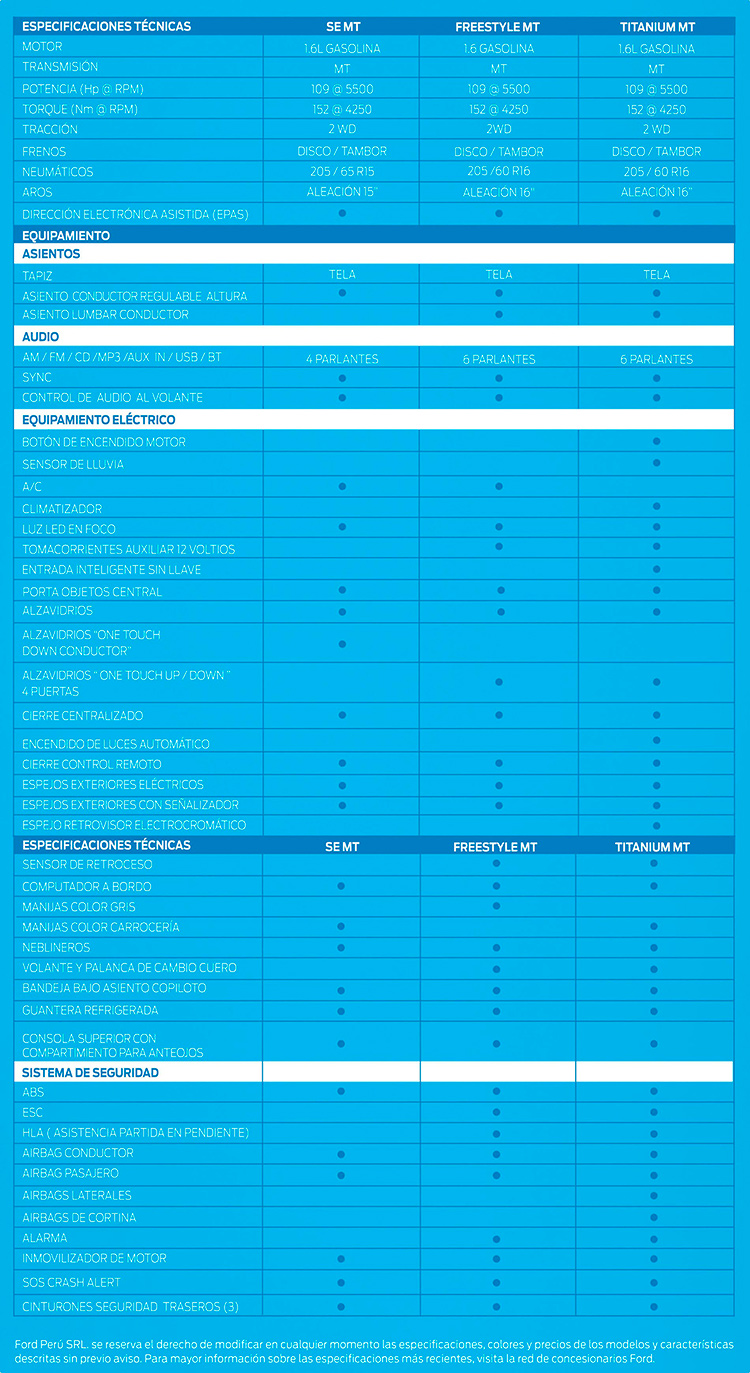 ESPECIFICACIONES TÉCNICAS SE MT FREESTYLE MT TITANIUM MT
MOTOR 1.6L GASOLINA 1.6 GASOLINA 1.6L GASOLINA
TRANSMISIÓN MT MT MT
POTENCIA (Hp @ RPM) 109 @ 5500 109 @ 5500 109 @ 5500
TORQUE (Nm @ RPM) 152 @ 4250 152 @ 4250 152 @ 4250
TRACCIÓN 2 WD 2WD 2 WD
FRENOS DISCO / TAMBOR DISCO / TAMBOR DISCO / TAMBOR
NEUMÁTICOS 205 / 65 R15 205 /60 R16 205 / 60 R16
AROS ALEACIÓN 15" ALEACIÓN 16" ALEACIÓN 16"
DIRECCIÓN ELECTRÓNICA ASISTIDA (EPAS) ● ● ●
EQUIPAMIENTO
ASIENTOS
TAPIZ TELA TELA TELA
ASIENTO CONDUCTOR REGULABLE ALTURA ● ● ●
ASIENTO LUMBAR CONDUCTOR ● ●
AUDIO
AM / FM / CD /MP3 /AUX IN / USB / BT 4 PARLANTES 6 PARLANTES 6 PARLANTES
SYNC ● ● ●
CONTROL DE AUDIO AL VOLANTE ● ● ●
EQUIPAMIENTO ELÉCTRICO
BOTÓN DE ENCENDIDO MOTOR ●
SENSOR DE LLUVIA ●
A/C ● ●
CLIMATIZADOR ●
LUZ LED EN FOCO ● ● ●
TOMACORRIENTES AUXILIAR 12 VOLTIOS ● ●
ENTRADA INTELIGENTE SIN LLAVE ●
PORTA OBJETOS CENTRAL ● ● ●
ALZAVIDRIOS ● ● ●
ALZAVIDRIOS "ONE TOUCH
DOWN CONDUCTOR" ●
ALZAVIDRIOS " ONE TOUCH UP / DOWN "
4 PUERTAS ● ●
CIERRE CENTRALIZADO ● ● ●
ENCENDIDO DE LUCES AUTOMÁTICO ●
CIERRE CONTROL REMOTO ● ● ●
ESPEJOS EXTERIORES ELÉCTRICOS ● ● ●
ESPEJOS EXTERIORES CON SEÑALIZADOR ● ● ●
ESPEJO RETROVISOR ELECTROCROMÁTICO ●
ESPECIFICACIONES TÉCNICAS SE MT FREESTYLE MT TITANIUM MT
SENSOR DE RETROCESO ● ●
COMPUTADOR A BORDO ● ● ●
MANIJAS COLOR GRIS ●
MANIJAS COLOR CARROCERÍA ● ●
NEBLINEROS ● ● ●
VOLANTE Y PALANCA DE CAMBIO CUERO ● ●
BANDEJA BAJO ASIENTO COPILOTO ● ● ●
GUANTERA REFRIGERADA ● ● ●
CONSOLA SUPERIOR CON
COMPARTIMIENTO PARA ANTEOJOS ● ● ●
SISTEMA DE SEGURIDAD
ABS ● ● ●
ESC ● ●
HLA ( ASISTENCIA PARTIDA EN PENDIENTE) ● ●
AIRBAG CONDUCTOR ● ● ●
AIRBAG PASAJERO ● ● ●
AIRBAGS LATERALES ●
AIRBAGS DE CORTINA ●
ALARMA ● ●
INMOVILIZADOR DE MOTOR ● ● ●
SOS CRASH ALERT ● ● ●
CINTURONES SEGURIDAD TRASEROS (3) ● ● ●
Ford Perú SRL. se reserva el derecho de modificar en cualquier momento las especificaciones, colores y precios de los modelos y características
descritas sin previo aviso. Para mayor información sobre las especificaciones más recientes, visita la red de concesionarios Ford.